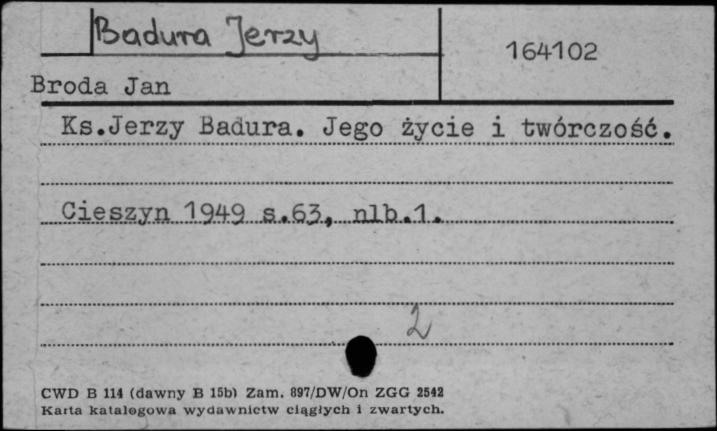 Badura Jerzy
164102
Broda Jan
Ks.Jerzy Badura. Jego życie i twórczość.
Cieszyn 1949 s.63, nlb.1.
2
CWD B 114 (dawny B 15b) Zam. 897/DW/On ZGG 2542
Karta katalogowa wydawnictw ciągłych i zwartych.